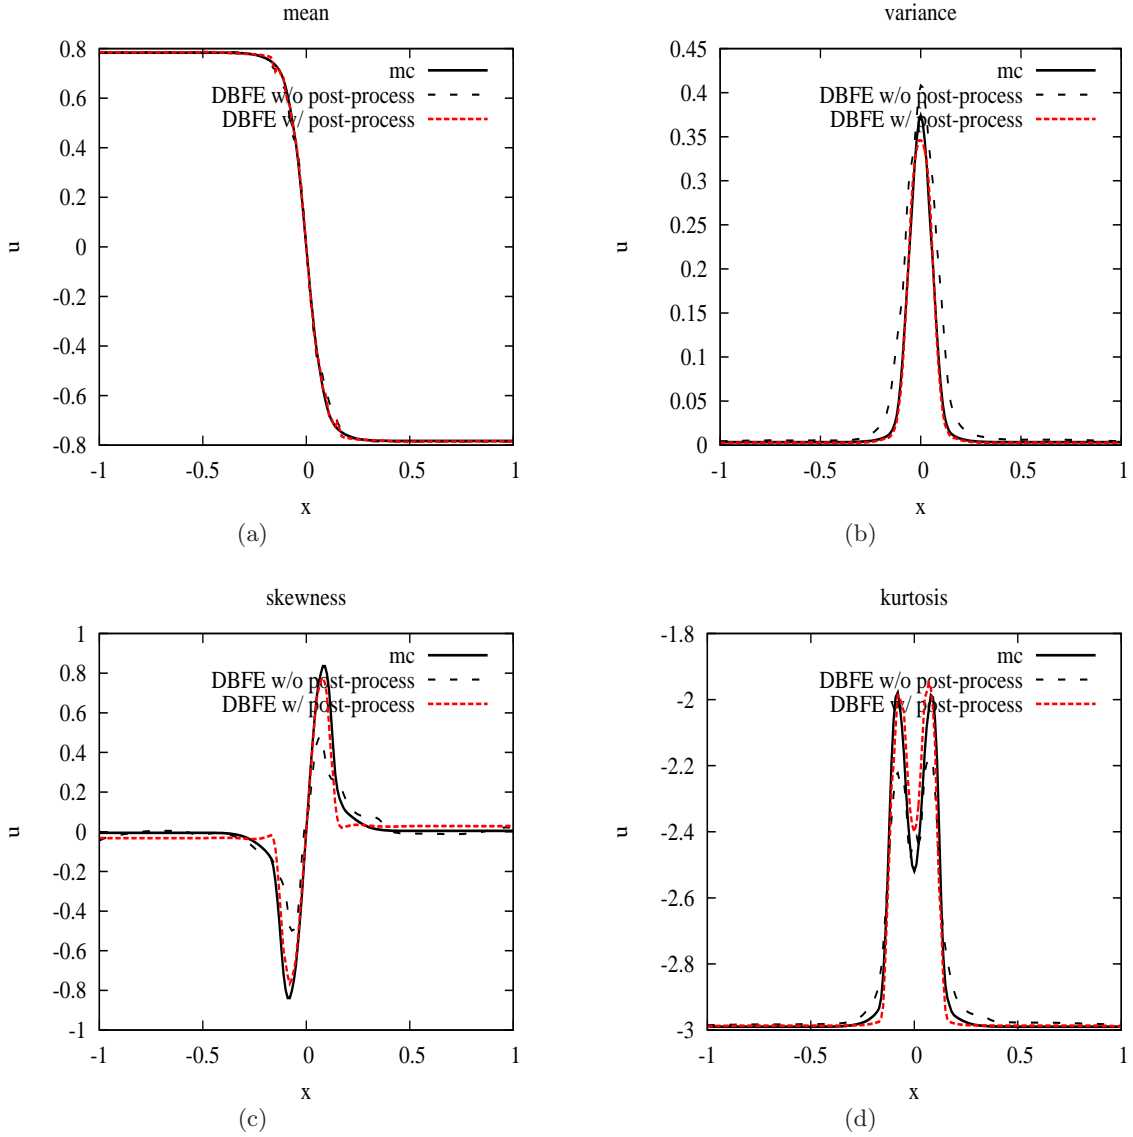 mean
0.8
0.6
0.4
0.2
0
-0.2
-0.4
-0.6
-0.8
-1
-0.5
0
0.5
1
u
x
mc
DBFE w/o post-process
DBFE w/ post-process
(a)
variance
0.45
0.4
0.35
0.3
0.25
0.2
0.15
0.1
0.05
0
-1
-0.5
0
0.5
1
u
x
mc
DBFE w/o post-process
DBFE w/ post-process
(b)
skewness
1
0.8
0.6
0.4
0.2
0
-0.2
-0.4
-0.6
-0.8
-1
-1
-0.5
0
0.5
1
u
x
mc
DBFE w/o post-process
DBFE w/ post-process
(c)
kurtosis
-1.8
-2
-2.2
-2.4
-2.6
-2.8
-3
-1
-0.5
0
0.5
1
u
x
mc
DBFE w/o post-process
DBFE w/ post-process
(d)